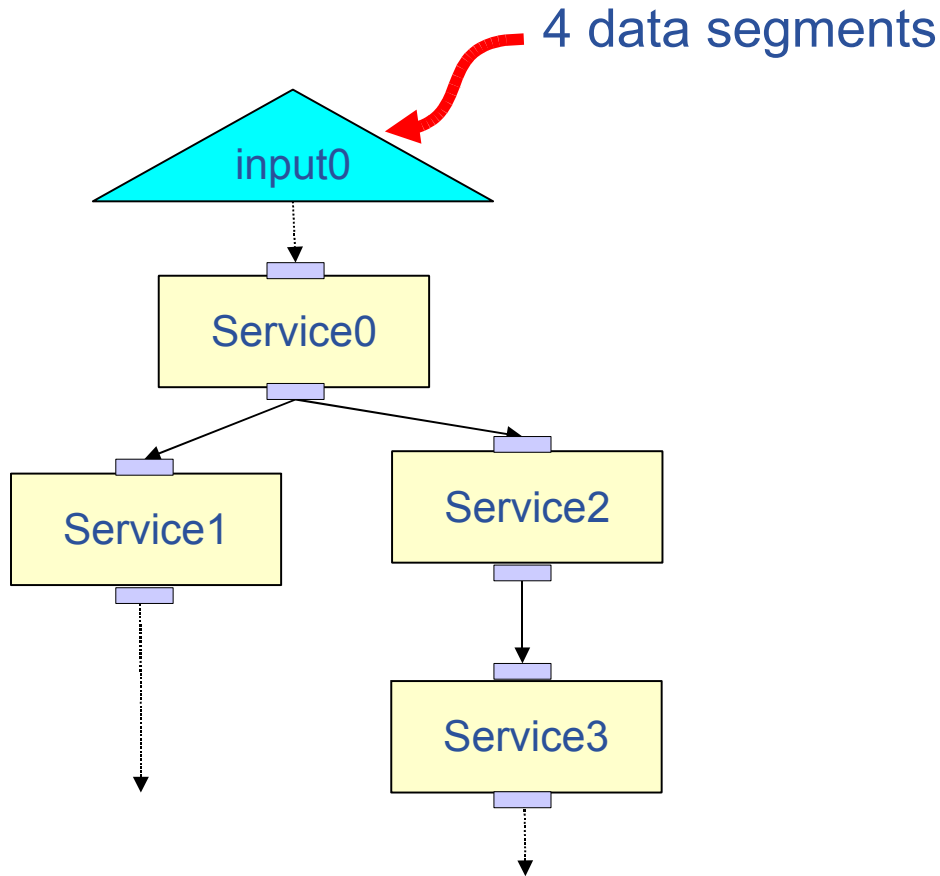 4 data segments
input0
Service0
Service2
Service1
Service3